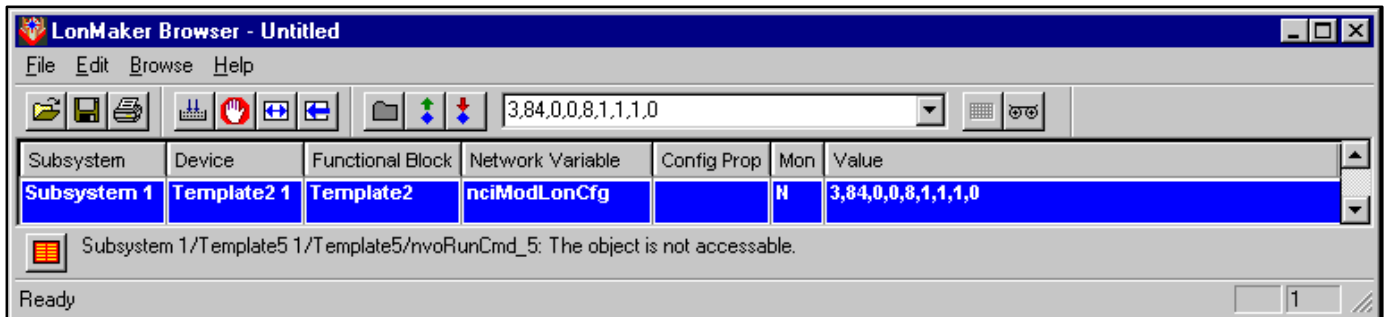 LonMaker Browser - Untitled
File Edit Browse Help
3,84,0,0,8,1,1,1,0
Subsystem Device Functional Block Network Variable Config Prop Mon Value
Subsystem 1 Template2 1 Template2 nciModLonCfg N 3,84,0,0,8,1,1,1,0
Subsystem 1/Template5 1/Template5/nvoRunCmd_5: The object is not accessable.
Ready 1